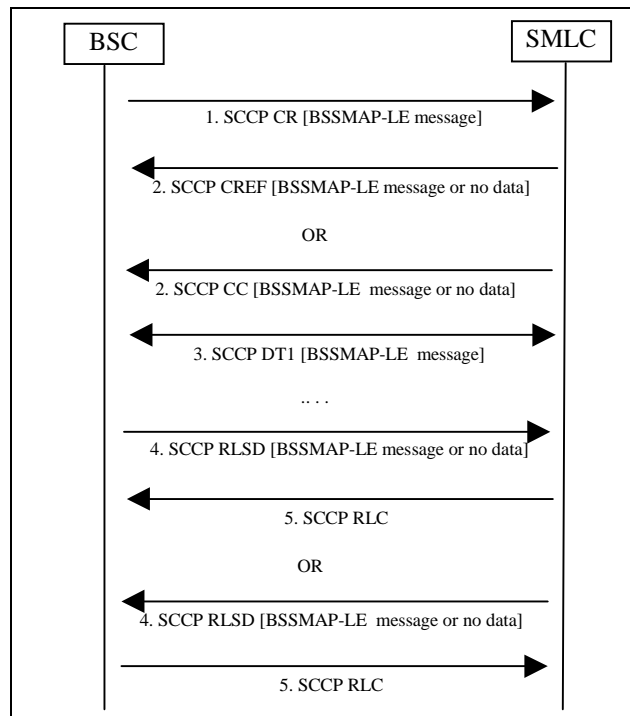 BSC
SMLC
1. SCCP CR [BSSMAP-LE message]
2. SCCP CREF [BSSMAP-LE message or no data]
OR
2. SCCP CC [BSSMAP-LE message or no data]
3. SCCP DT1 [BSSMAP-LE message]
.. . .
4. SCCP RLSD [BSSMAP-LE message or no data]
5. SCCP RLC
OR
4. SCCP RLSD [BSSMAP-LE message or no data]
5. SCCP RLC